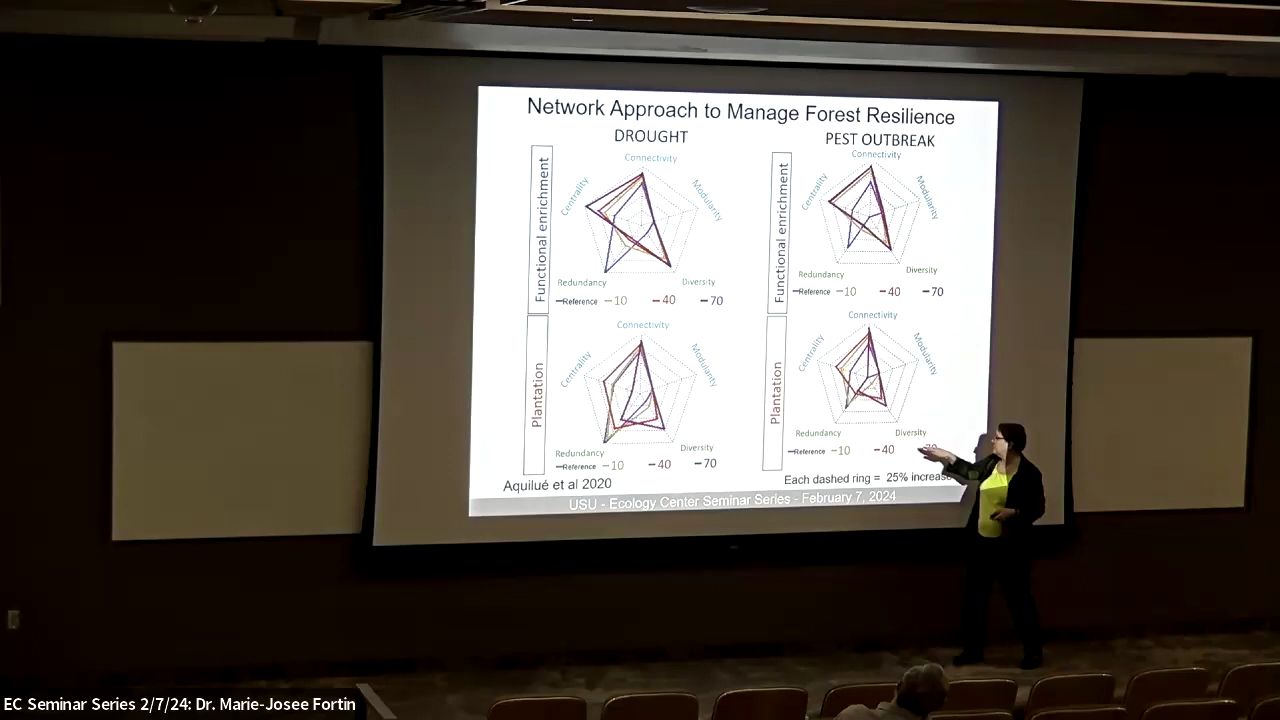 Network Approach to Manage Forest Resilience
DROUGHT
PEST OUTBREAK
Functional enrichment
Connectivity
Centrality
Modularity
Redundancy
Diversity
Reference 10 40 70
Functional enrichment
Connectivity
Centrality
Modularity
Redundancy
Diversity
Reference 10 40 70
Plantation
Connectivity
Centrality
Modularity
Redundancy
Diversity
Reference 10 40 70
Plantation
Connectivity
Centrality
Modularity
Redundancy
Diversity
Reference 10 40 70
Aquilué et al 2020
Each dashed ring = 25% increase
USU - Ecology Center Seminar Series - February 7, 2024
EC Seminar Series 2/7/24: Dr. Marie-Josee Fortin